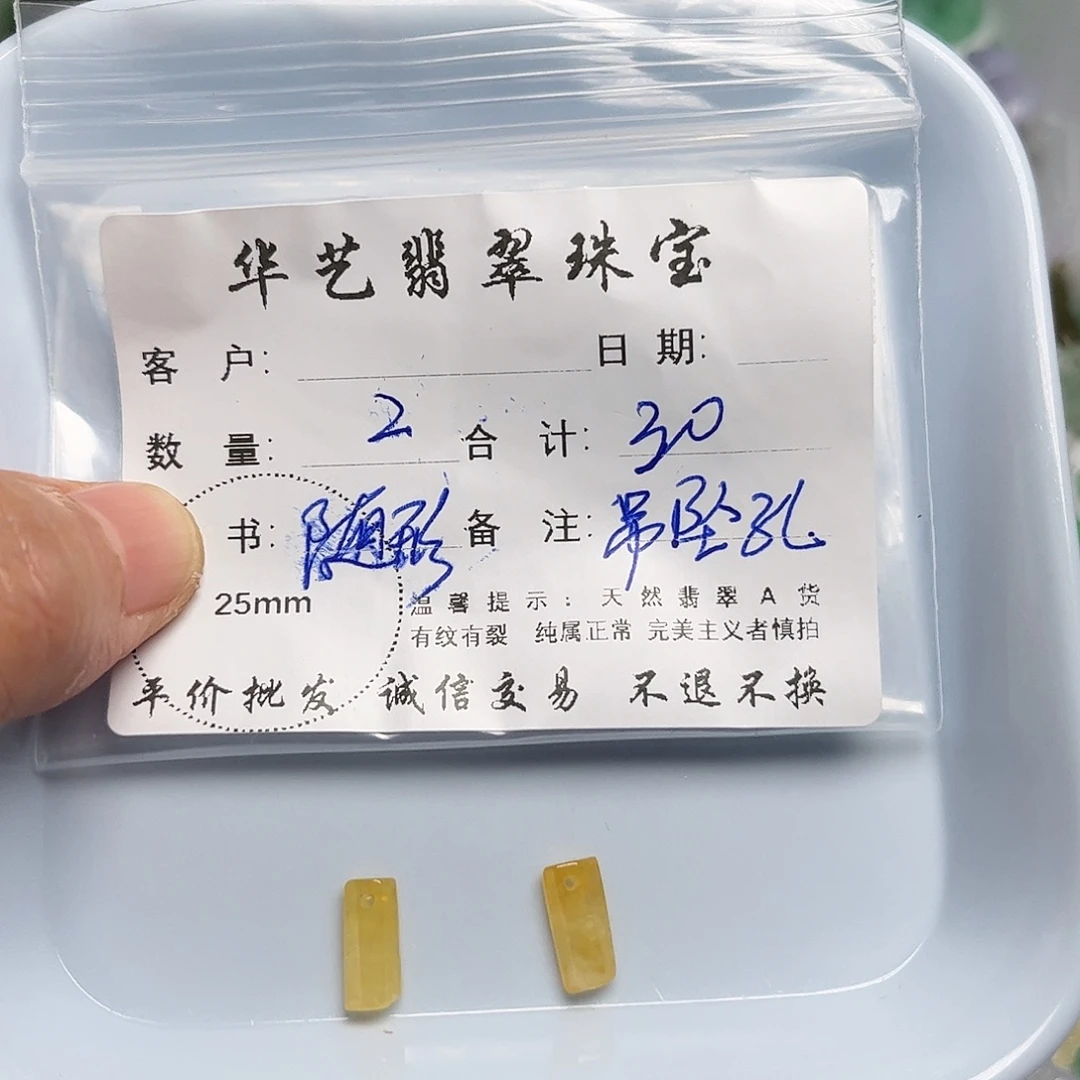 华艺翡翠珠宝
客 户： 日 期：
数 量： 2 合 计： 30
书： 随形 备 注： 吊坠孔
25mm
温馨提示：天然翡翠A货
有纹有裂 纯属正常 完美主义者慎拍
平价批发 诚信交易 不退不换